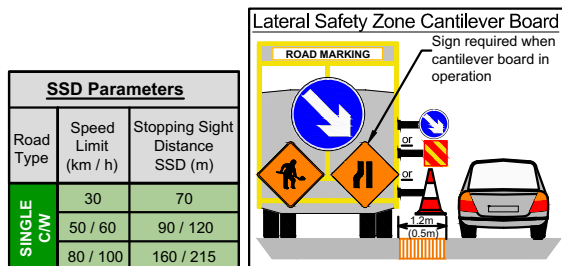 SSD Parameters
Road Type
Speed Limit (km / h)
Stopping Sight Distance SSD (m)
SINGLE C/W
30
70
50 / 60
90 / 120
80 / 100
160 / 215
Lateral Safety Zone Cantilever Board
Sign required when
cantilever board in
operation
ROAD MARKING
or
or
1.2m
(0.5m)